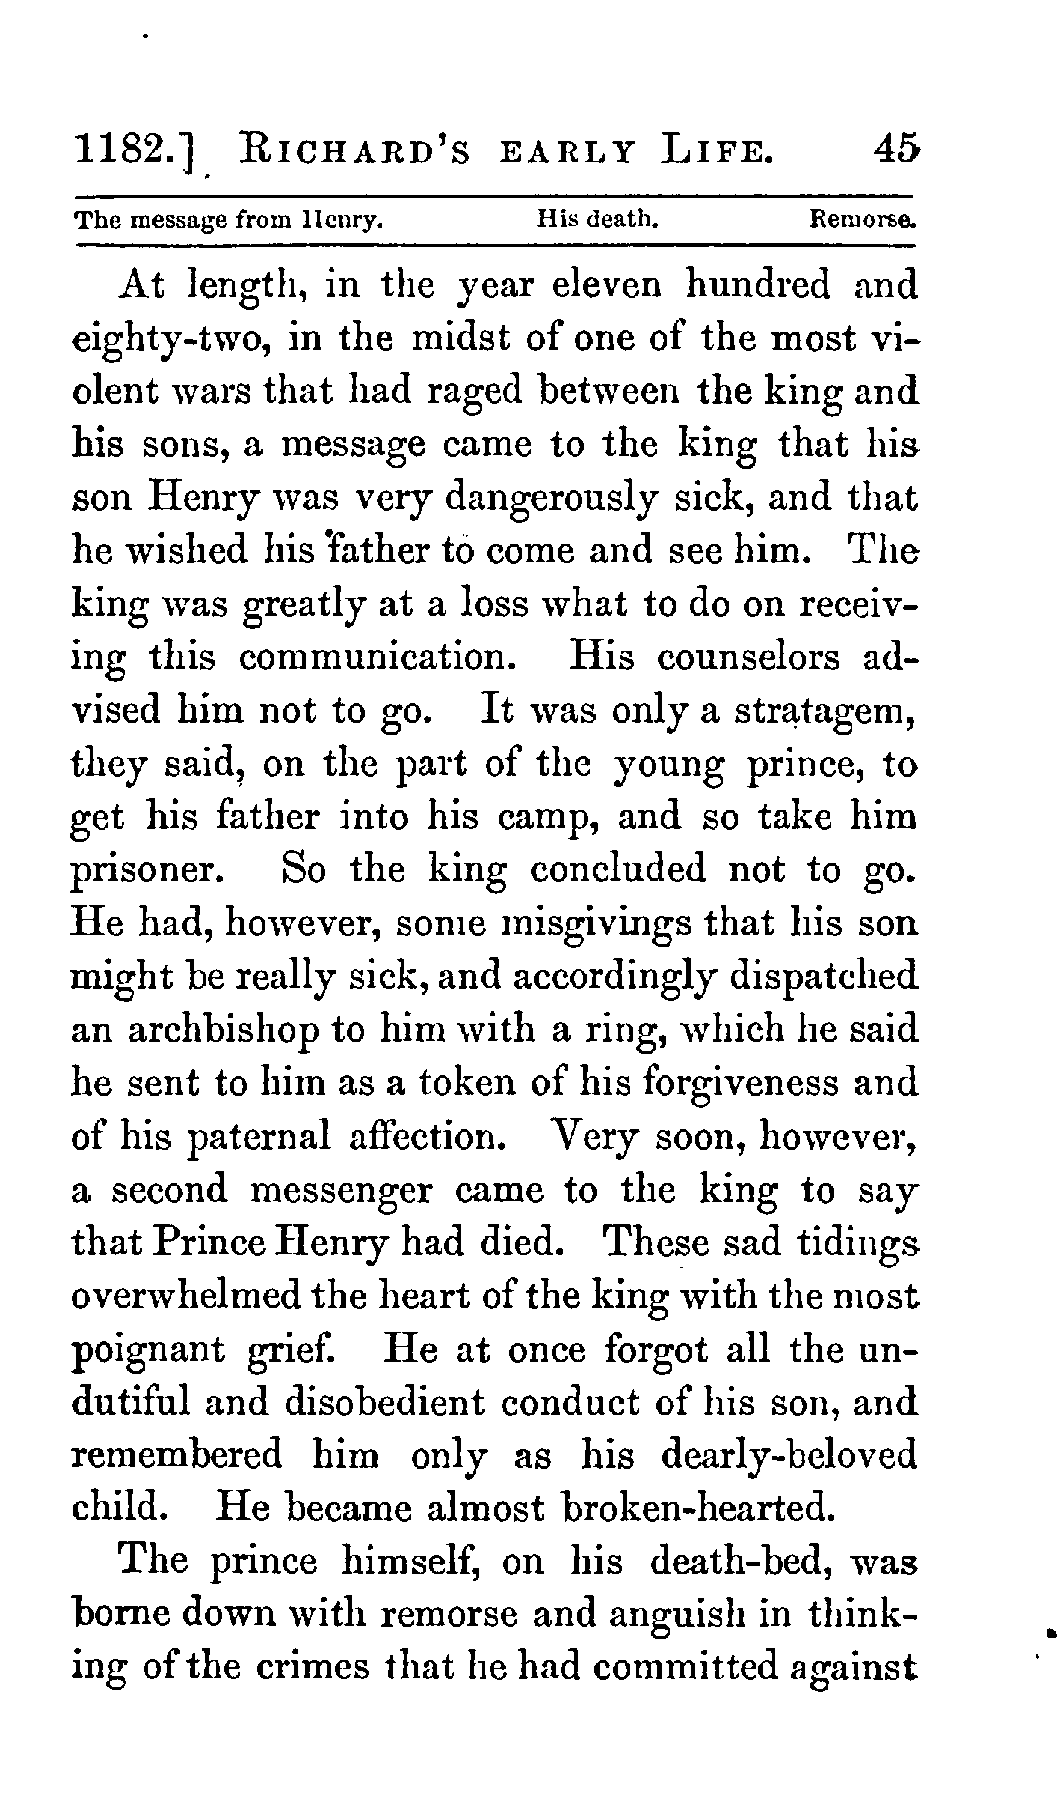 1182.] RICHARD'S EARLY LIFE. 45
The message from Henry. His death. Remorse.
At length, in the year eleven hundred and
eighty-two, in the midst of one of the most vi-
olent wars that had raged between the king and
his sons, a message came to the king that his
son Henry was very dangerously sick, and that
he wished his father to come and see him. The
king was greatly at a loss what to do on receiv-
ing this communication. His counselors ad-
vised him not to go. It was only a stratagem,
they said, on the part of the young prince, to
get his father into his camp, and so take him
prisoner. So the king concluded not to go.
He had, however, some misgivings that his son
might be really sick, and accordingly dispatched
an archbishop to him with a ring, which he said
he sent to him as a token of his forgiveness and
of his paternal affection. Very soon, however,
a second messenger came to the king to say
that Prince Henry had died. These sad tidings
overwhelmed the heart of the king with the most
poignant grief. He at once forgot all the un-
dutiful and disobedient conduct of his son, and
remembered him only as his dearly-beloved
child. He became almost broken-hearted.
The prince himself, on his death-bed, was
borne down with remorse and anguish in think-
ing of the crimes that he had committed against